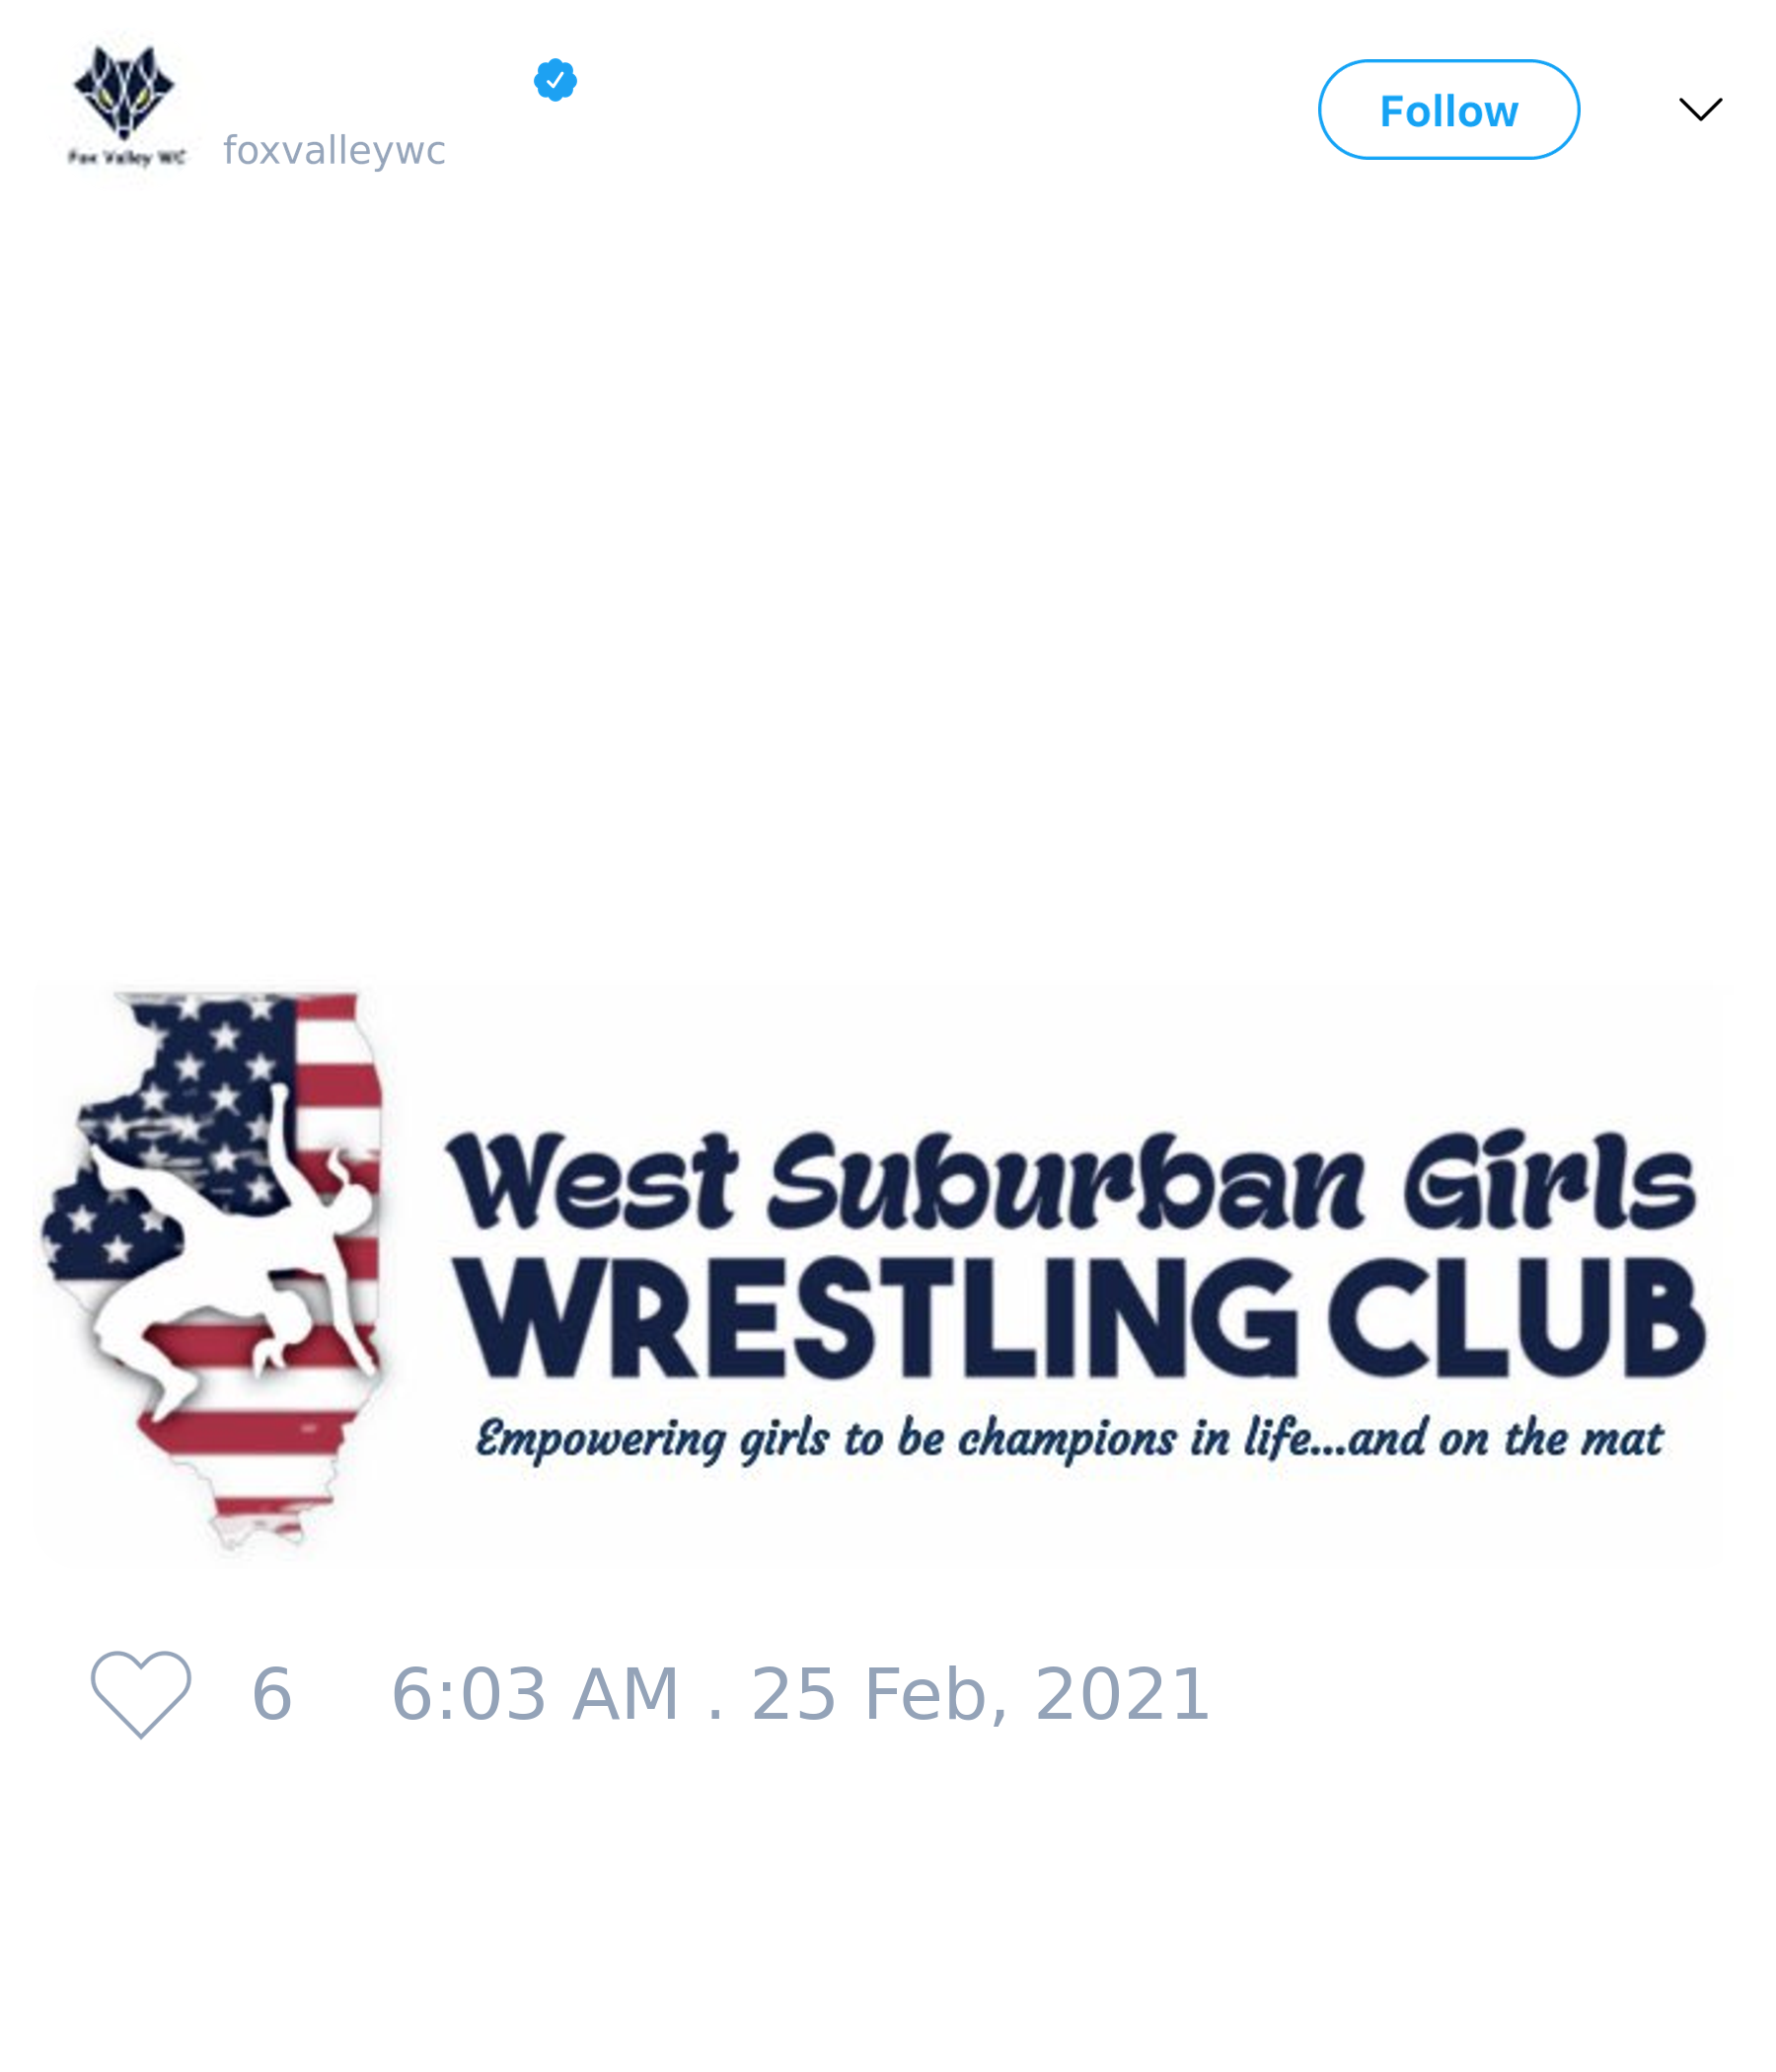 Fox Valley WC
foxvalleywc
Follow
West Suburban Girls
WRESTLING CLUB
Empowering girls to be champions in life...and on the mat
6 6:03 AM . 25 Feb, 2021